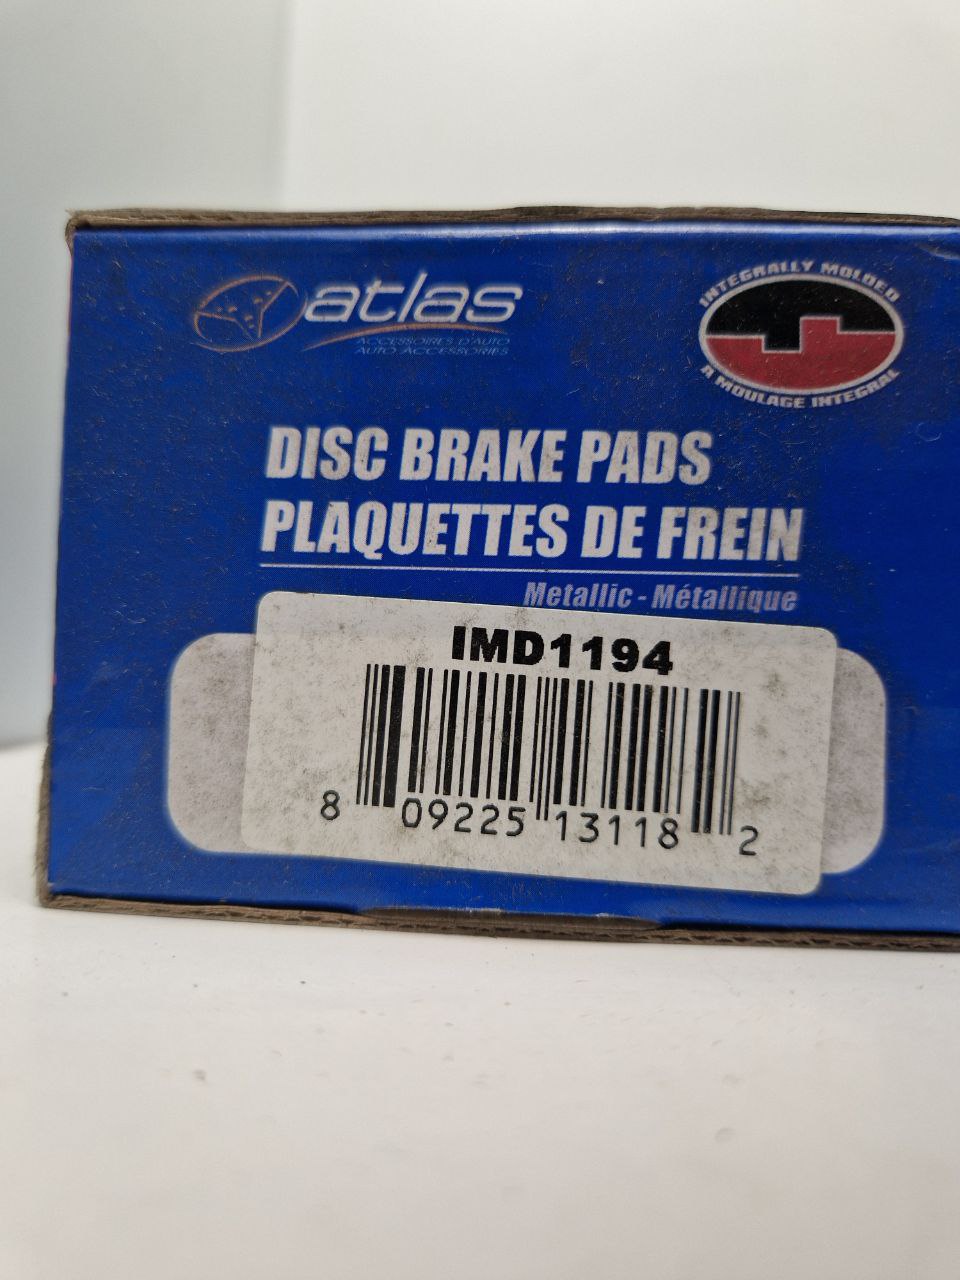 atlas
ACCESSOIRES D'AUTO
AUTO ACCESSORIES
INTEGRALLY MOLDED
A MOULAGE INTEGRAL
DISC BRAKE PADS
PLAQUETTES DE FREIN
Metallic - Métallique
IMD1194
8 09225 13118 2